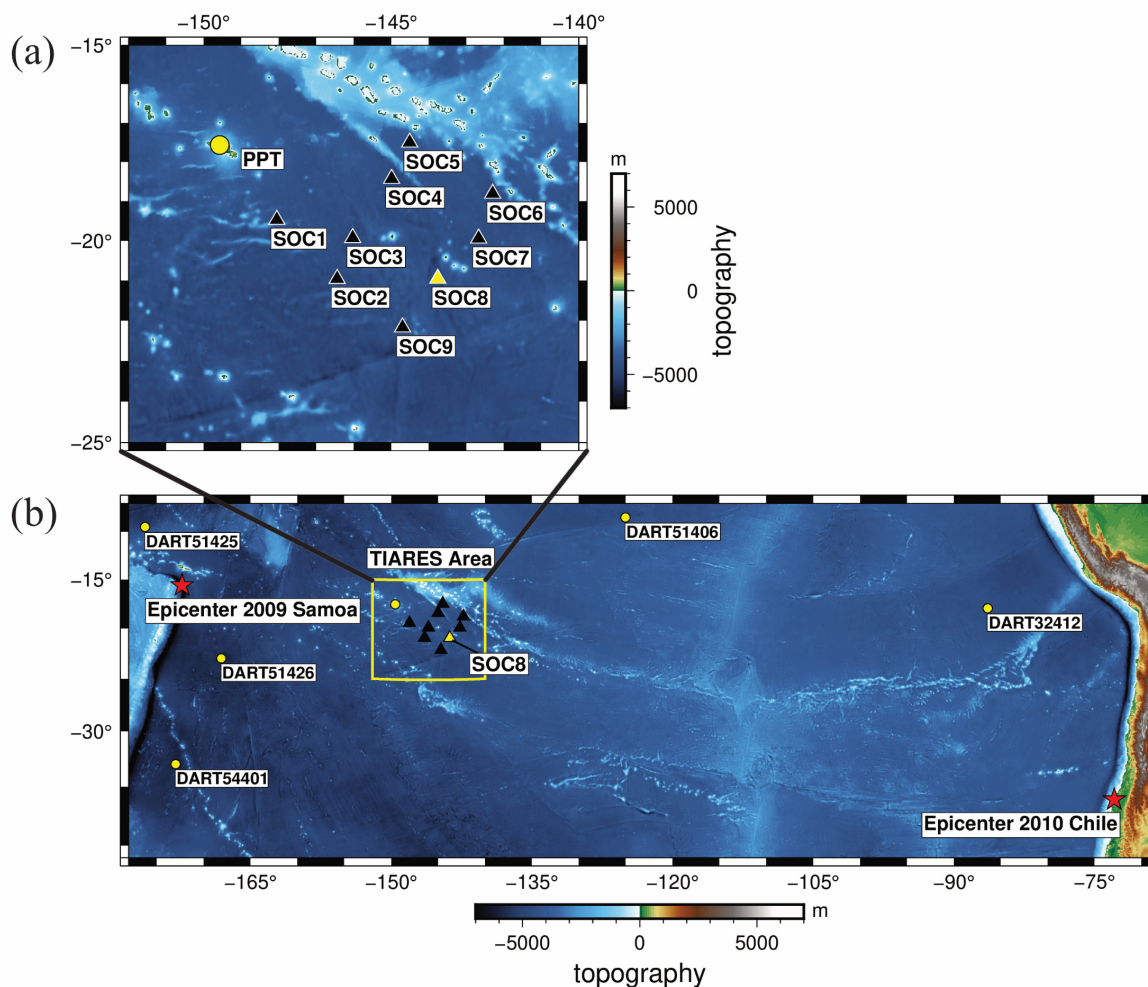 (a)
−150° −145° −140°
−15°
−20°
−25°
PPT
SOC5
SOC4
SOC6
SOC1
SOC3
SOC7
SOC2
SOC8
SOC9
m
5000
0
−5000
topography
(b)
−15°
−30°
DART51425
DART51406
TIARES Area
Epicenter 2009 Samoa
DART32412
SOC8
DART51426
DART54401
Epicenter 2010 Chile
−165° −150° −135° −120° −105° −90° −75°
m
−5000 0 5000
topography